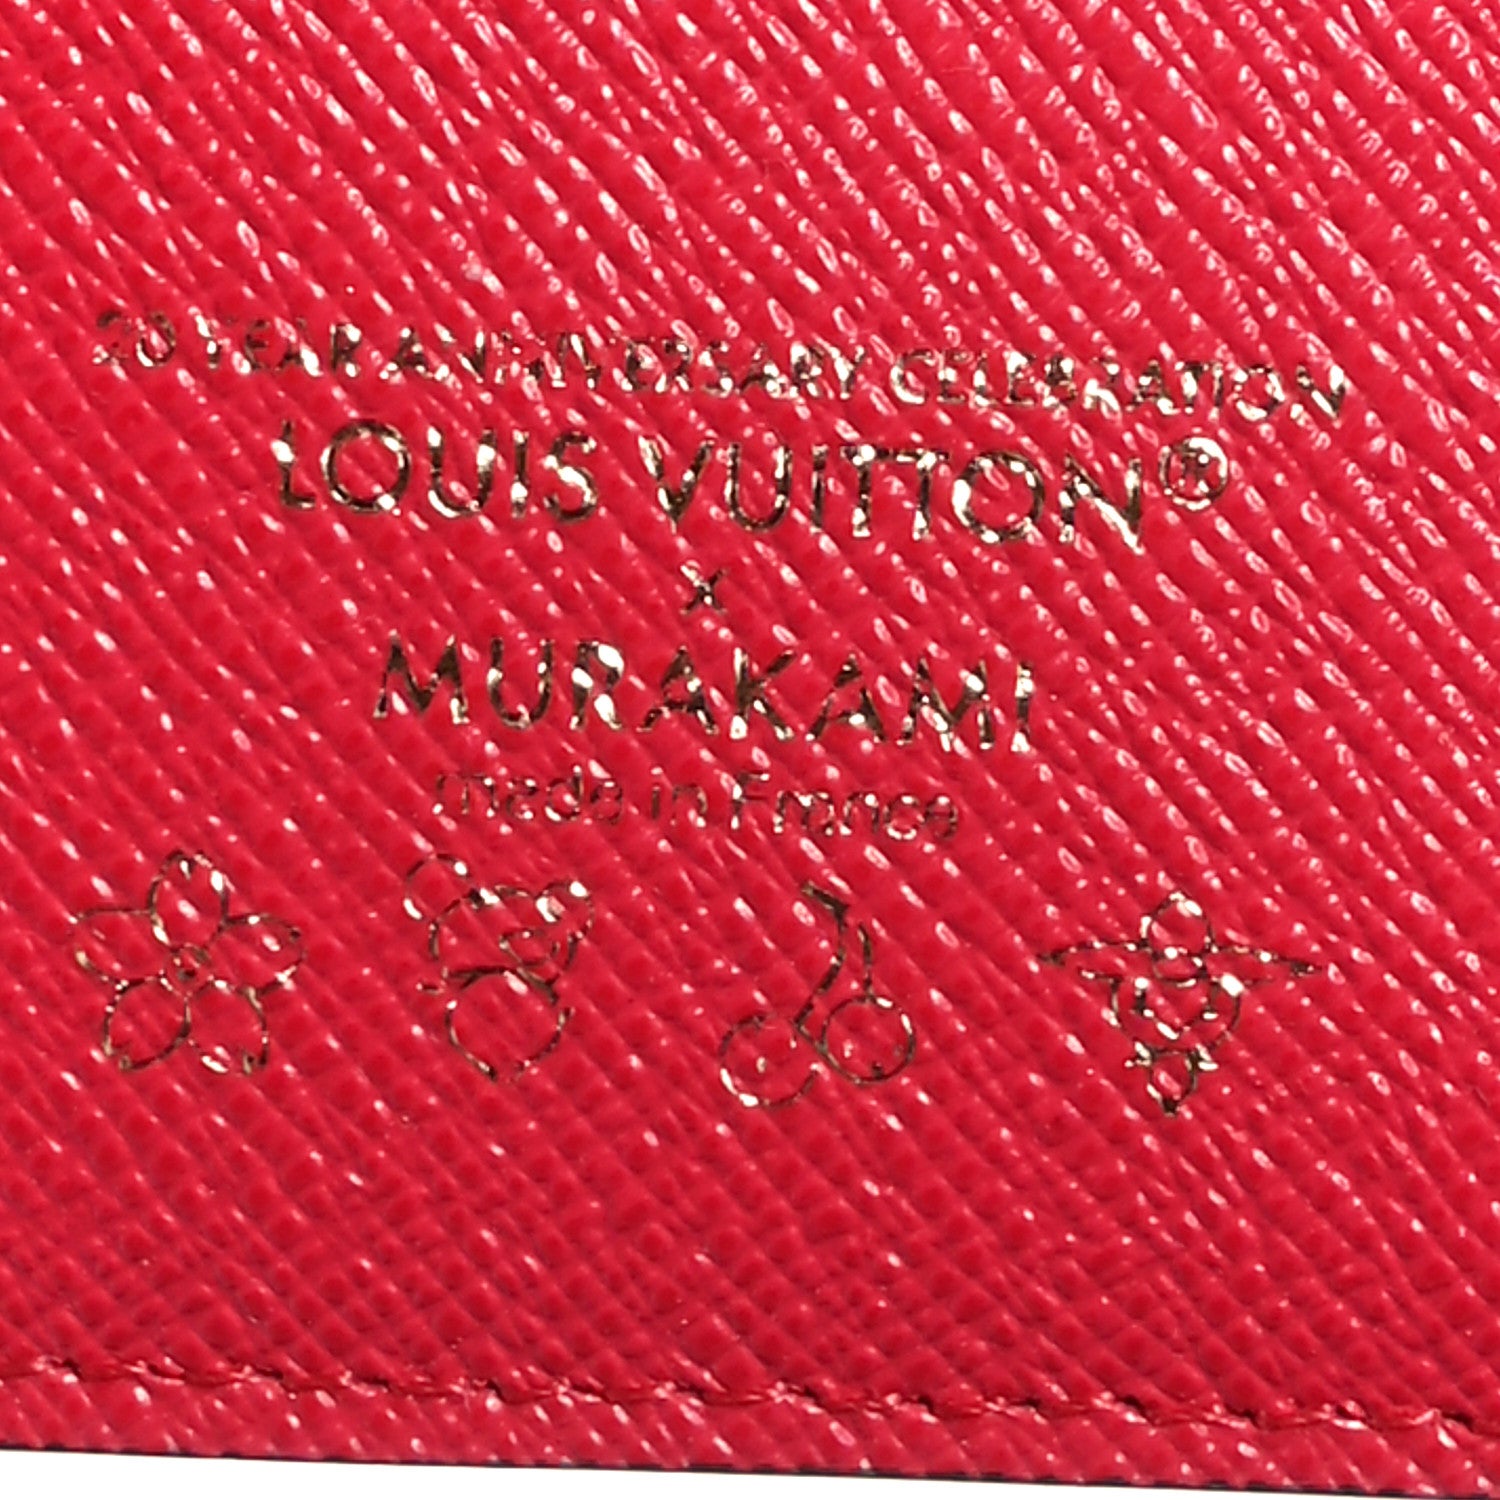 20 YEAR ANNIVERSARY CELEBRATION
LOUIS VUITTON®
x
MURAKAMI
made in France